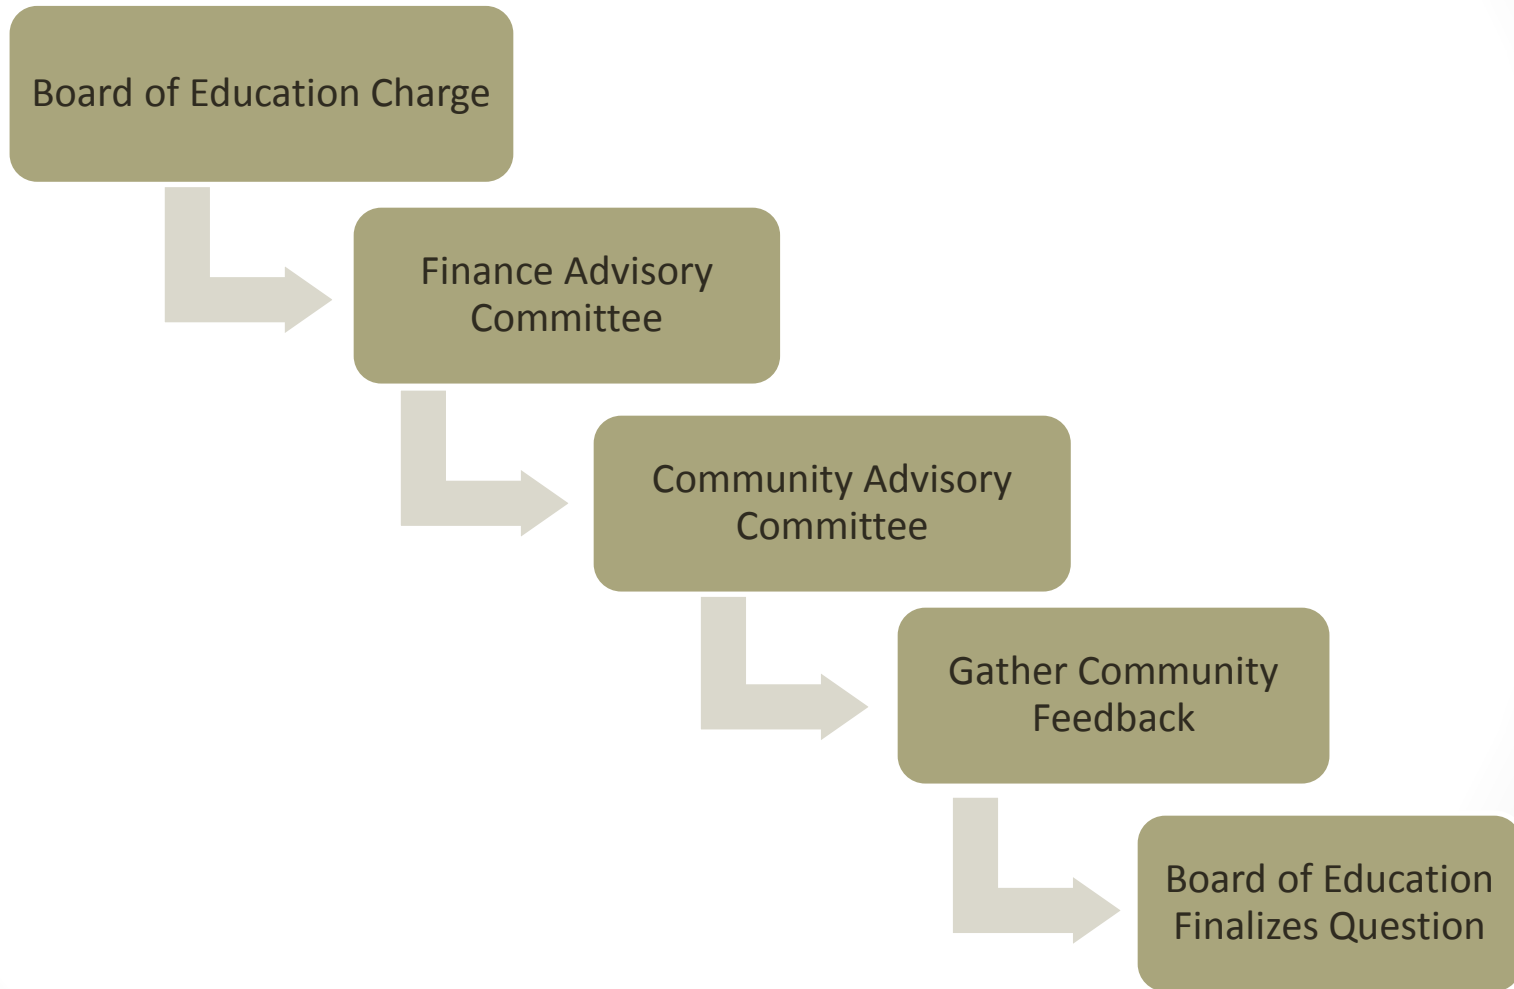 Board of Education Charge
Finance Advisory
Committee
Community Advisory
Committee
Gather Community
Feedback
Board of Education
Finalizes Question